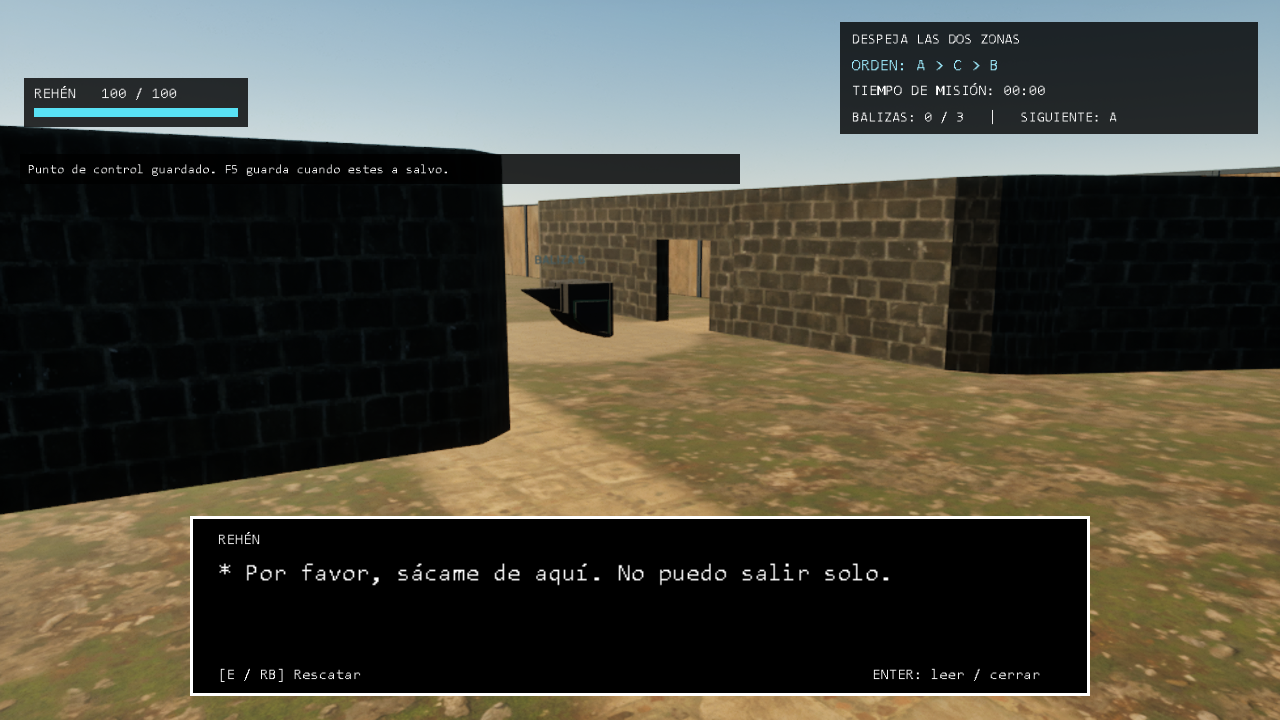 DESPEJA LAS DOS ZONAS
ORDEN: A > C > B
TIEMPO DE MISIÓN: 00:00
BALIZAS: 0 / 3 | SIGUIENTE: A
REHÉN 100 / 100
Punto de control guardado. F5 guarda cuando estes a salvo.
REHÉN
* Por favor, sácame de aquí. No puedo salir solo.
[E / RB] Rescatar
ENTER: leer / cerrar